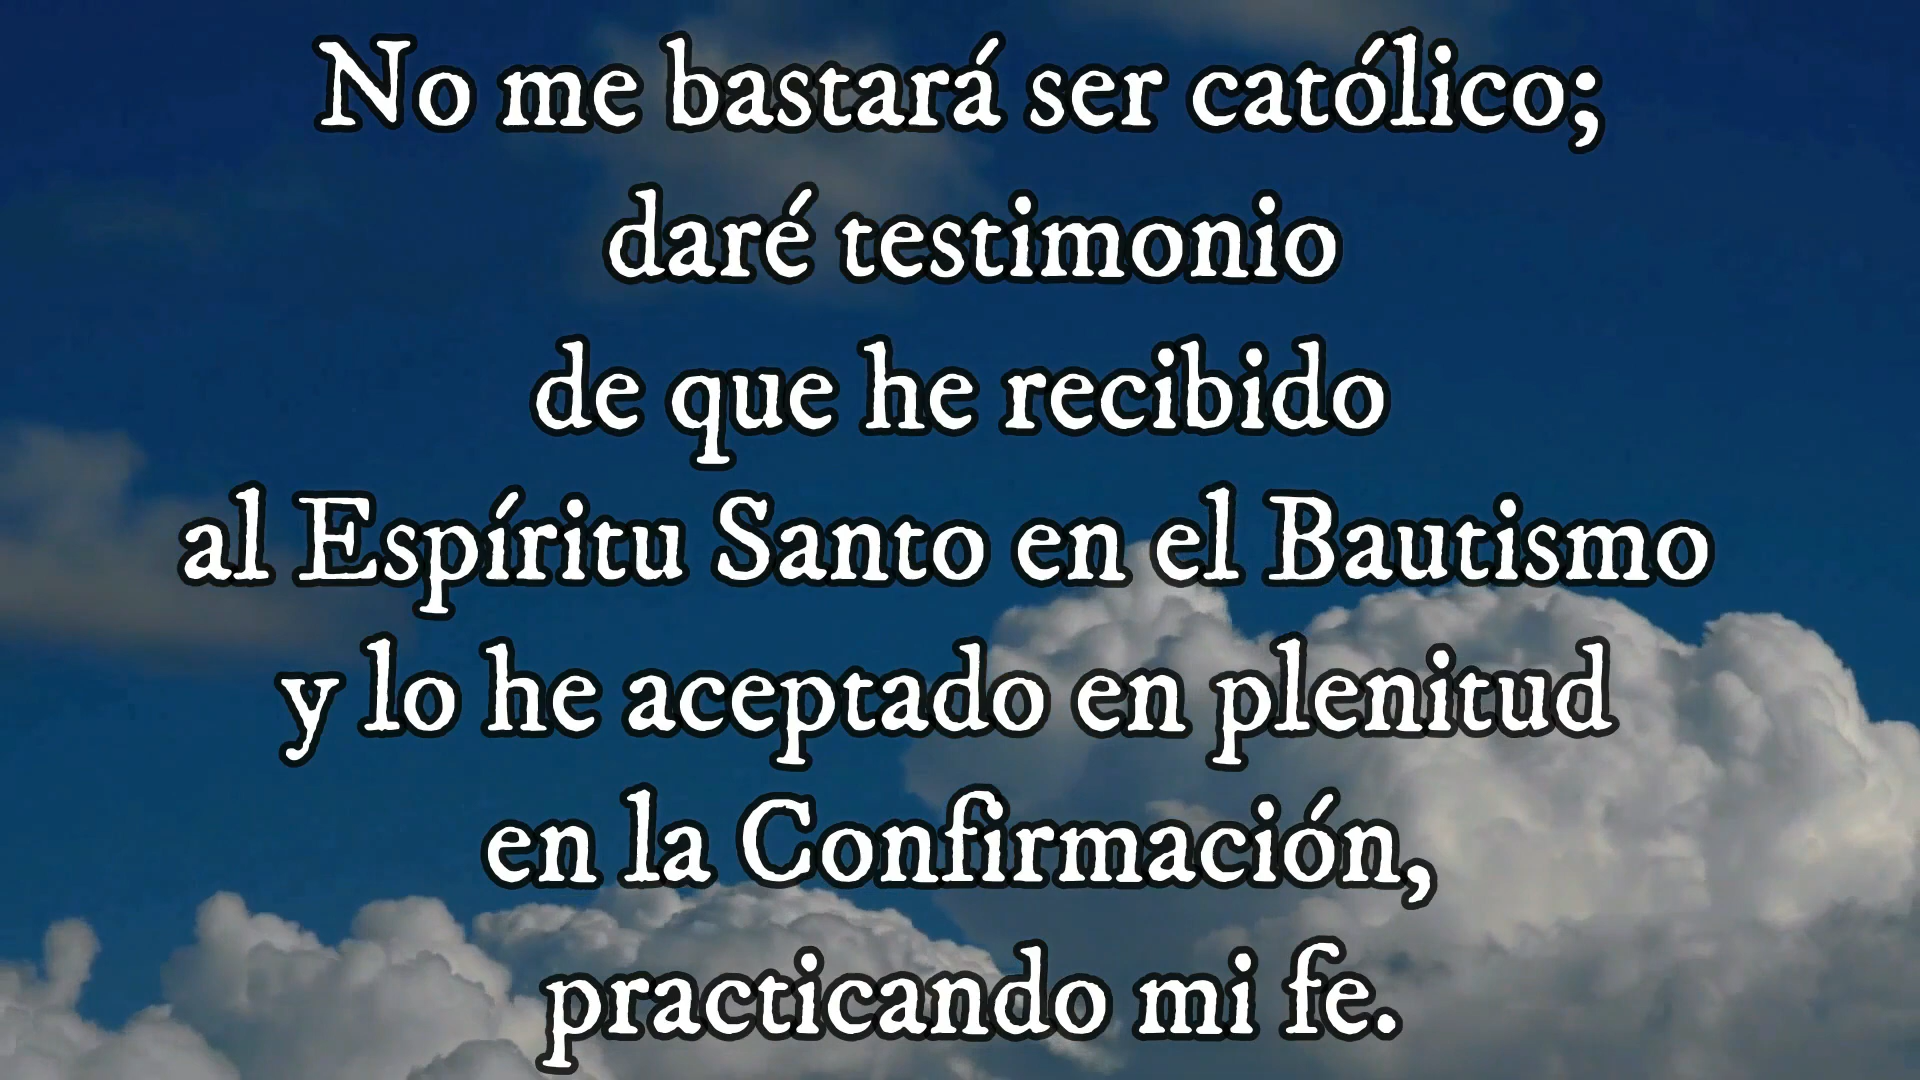 No me bastará ser católico;
daré testimonio
de que he recibido
al Espíritu Santo en el Bautismo
y lo he aceptado en plenitud
en la Confirmación,
practicando mi fe.